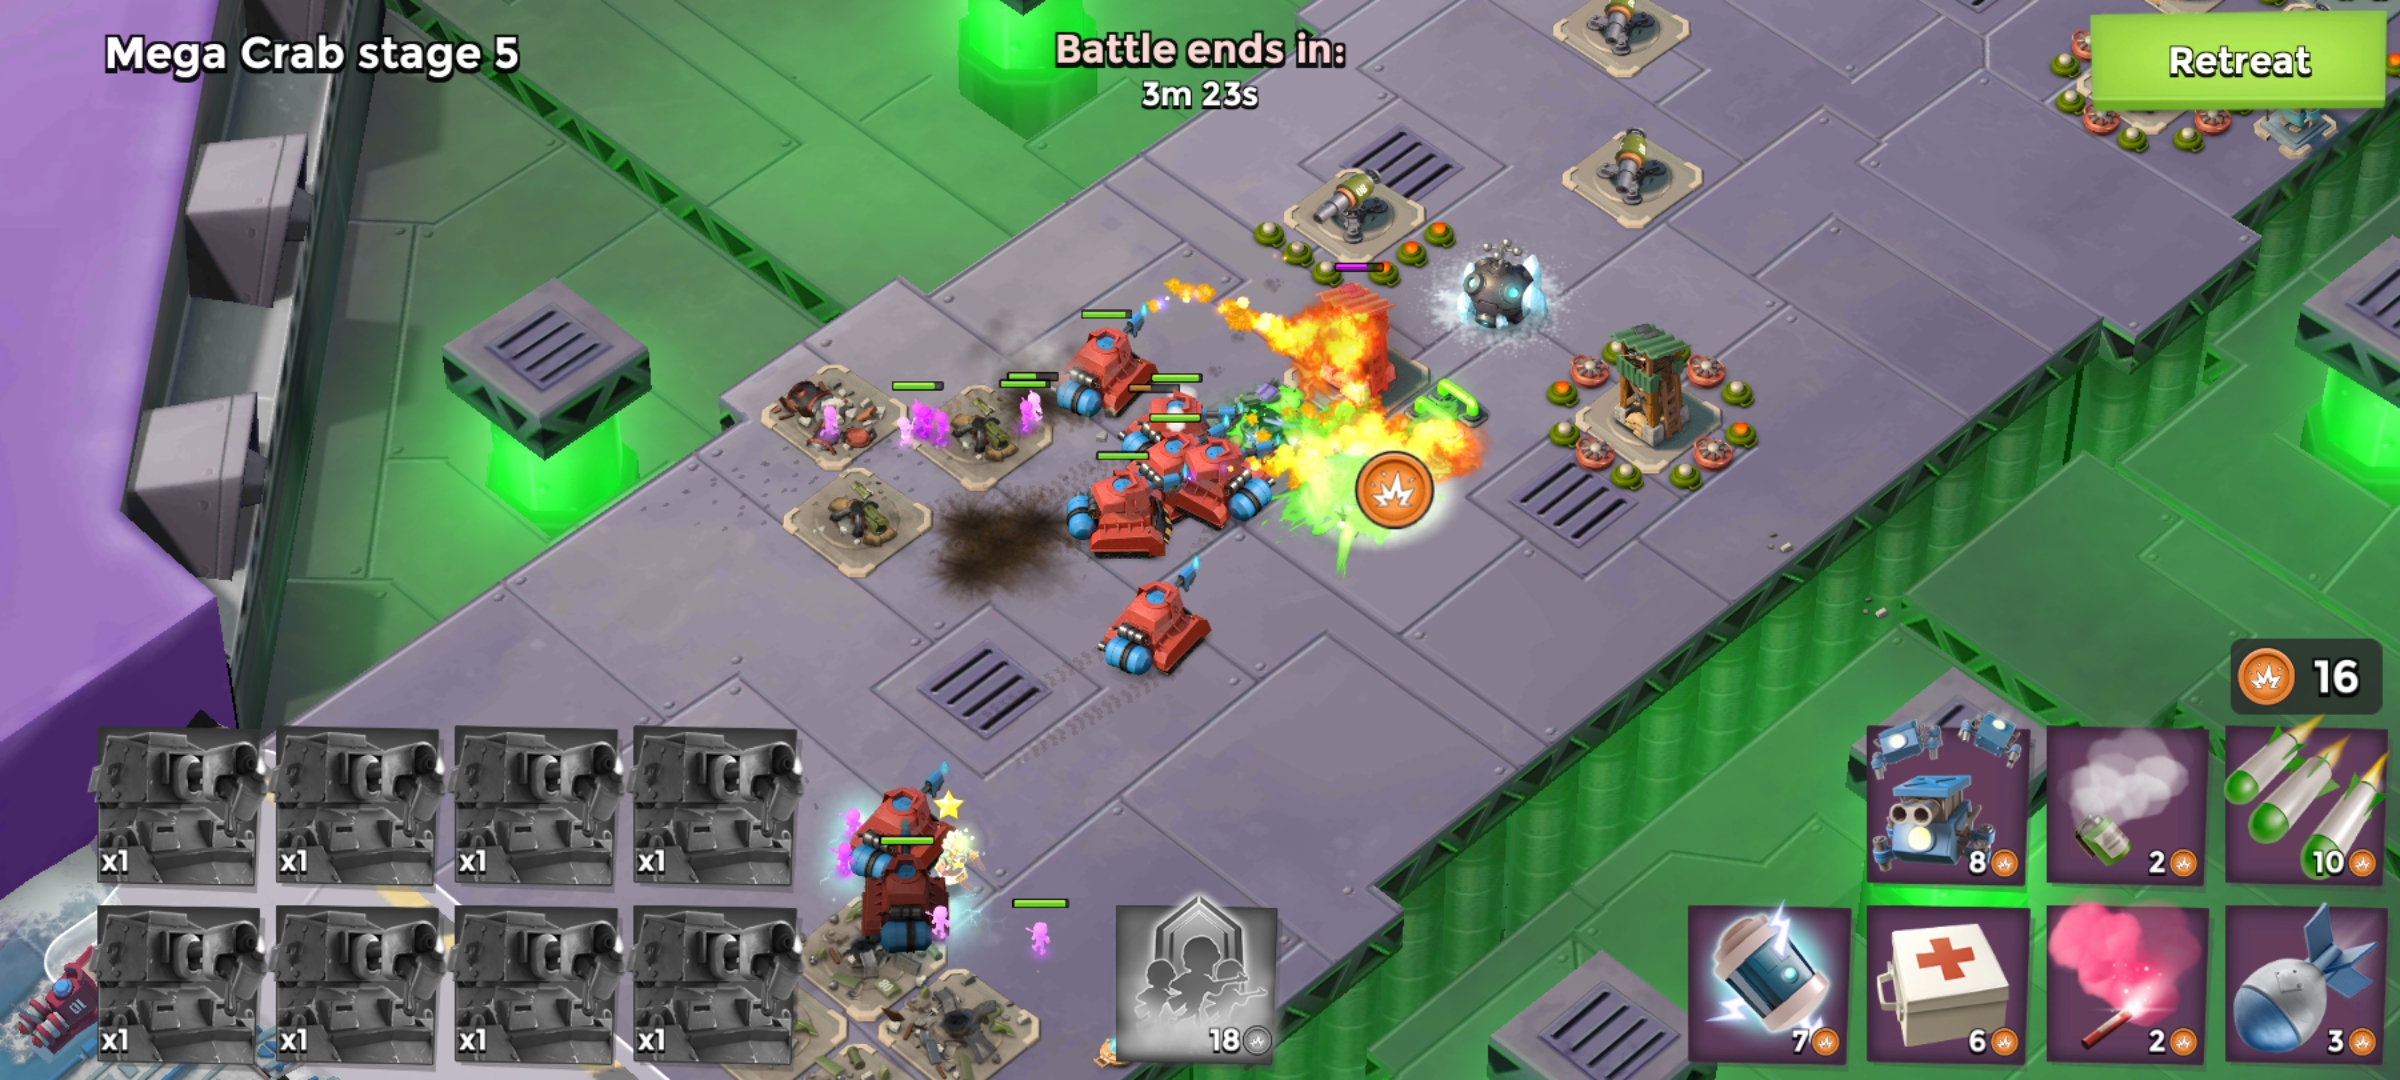 Mega Crab stage 5
Battle ends in:
3m 23s
Retreat
16
x1
x1
x1
x1
8
2
10
x1
x1
x1
x1
18
7
6
2
3